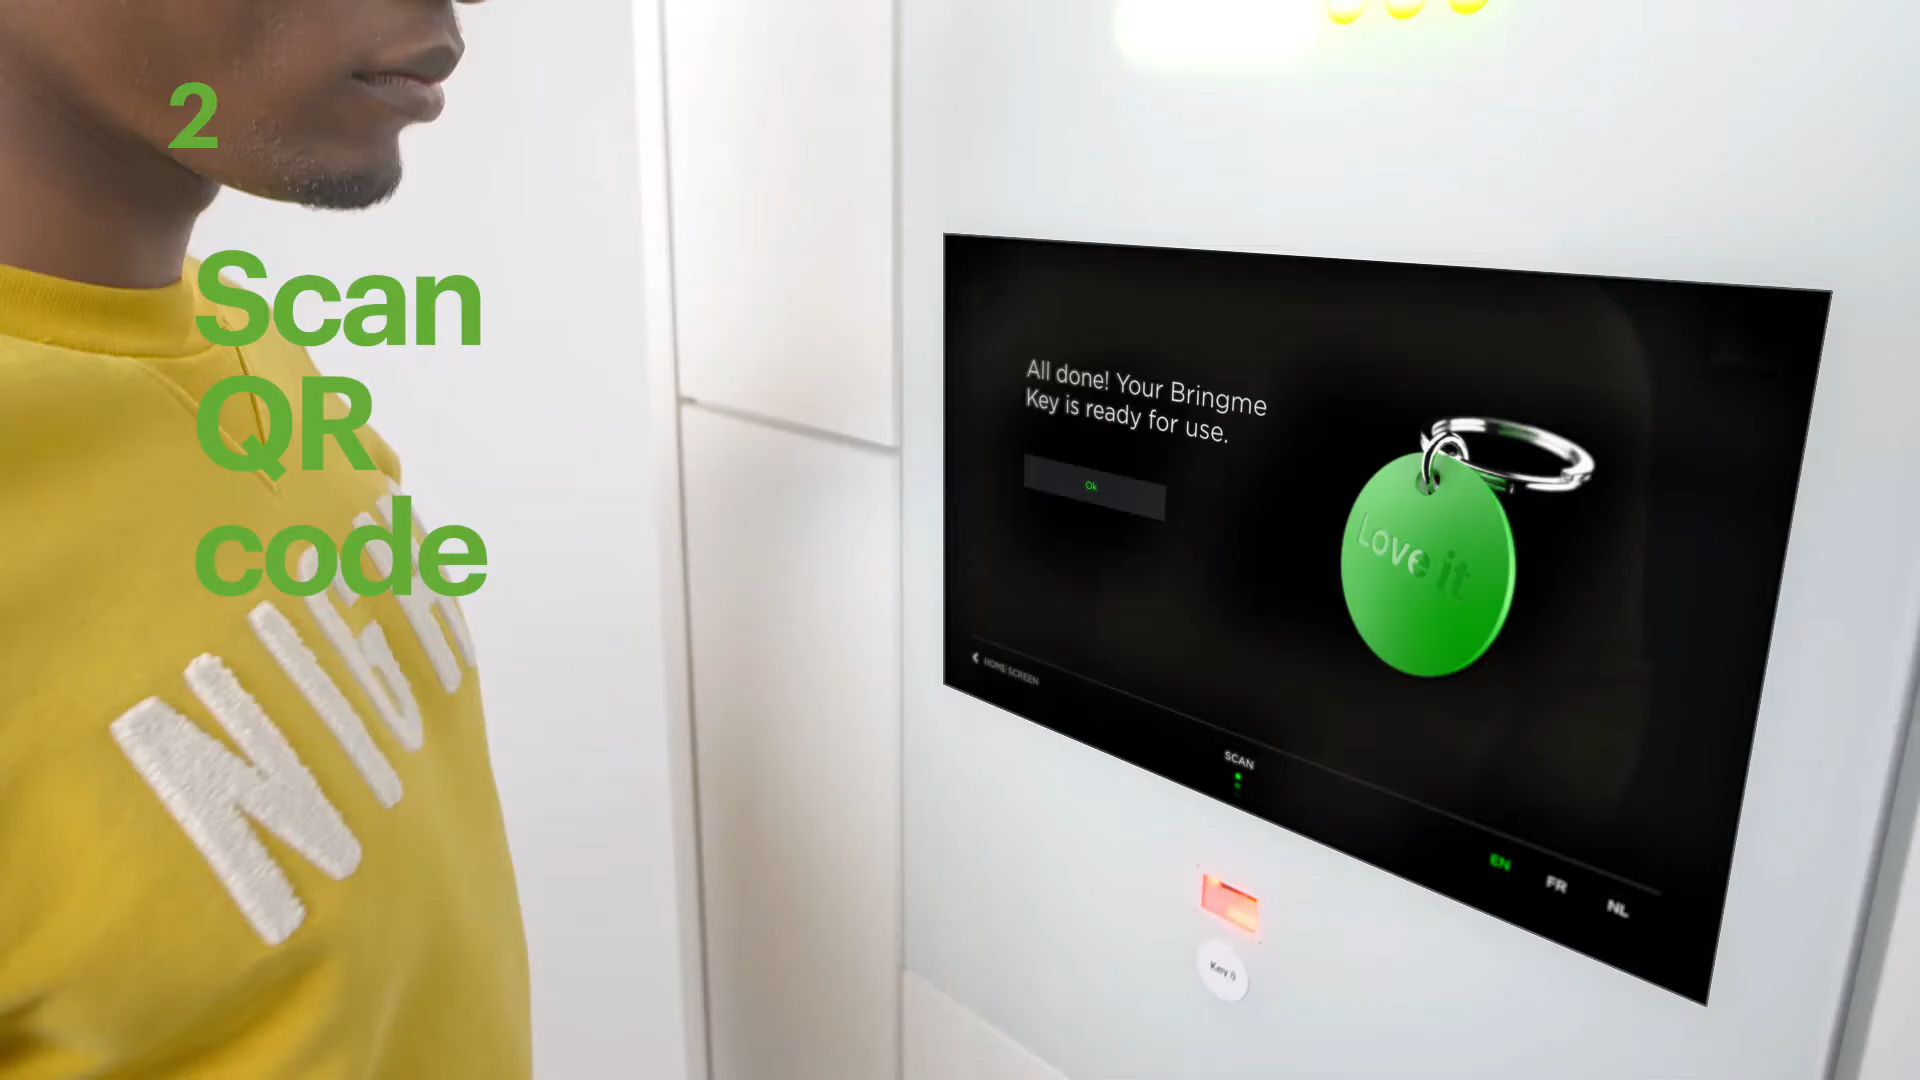 2
Scan
QR
code
All done! Your Bringme
Key is ready for use.
Ok
Love it
HOME SCREEN
SCAN
EN
FR
NL
Key